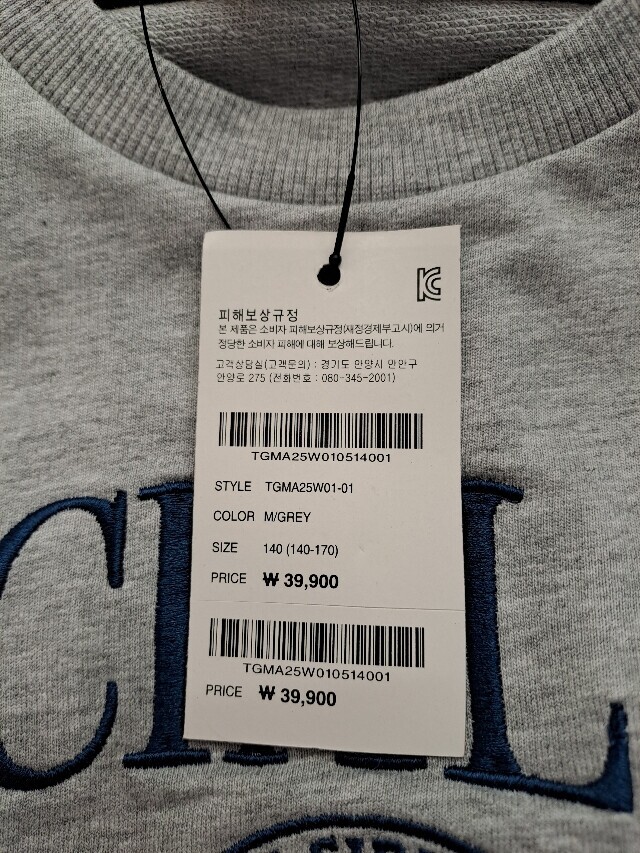 KC
피해보상규정
본 제품은 소비자 피해보상규정(재정경제부고시)에 의거
정당한 소비자 피해에 대해 보상해드립니다.
고객상담실(고객문의) : 경기도 안양시 만안구
안양로 275 (전화번호 : 080-345-2001)
TGMA25W010514001
STYLE TGMA25W01-01
COLOR M/GREY
SIZE 140 (140-170)
PRICE ₩ 39,900
TGMA25W010514001
PRICE ₩ 39,900